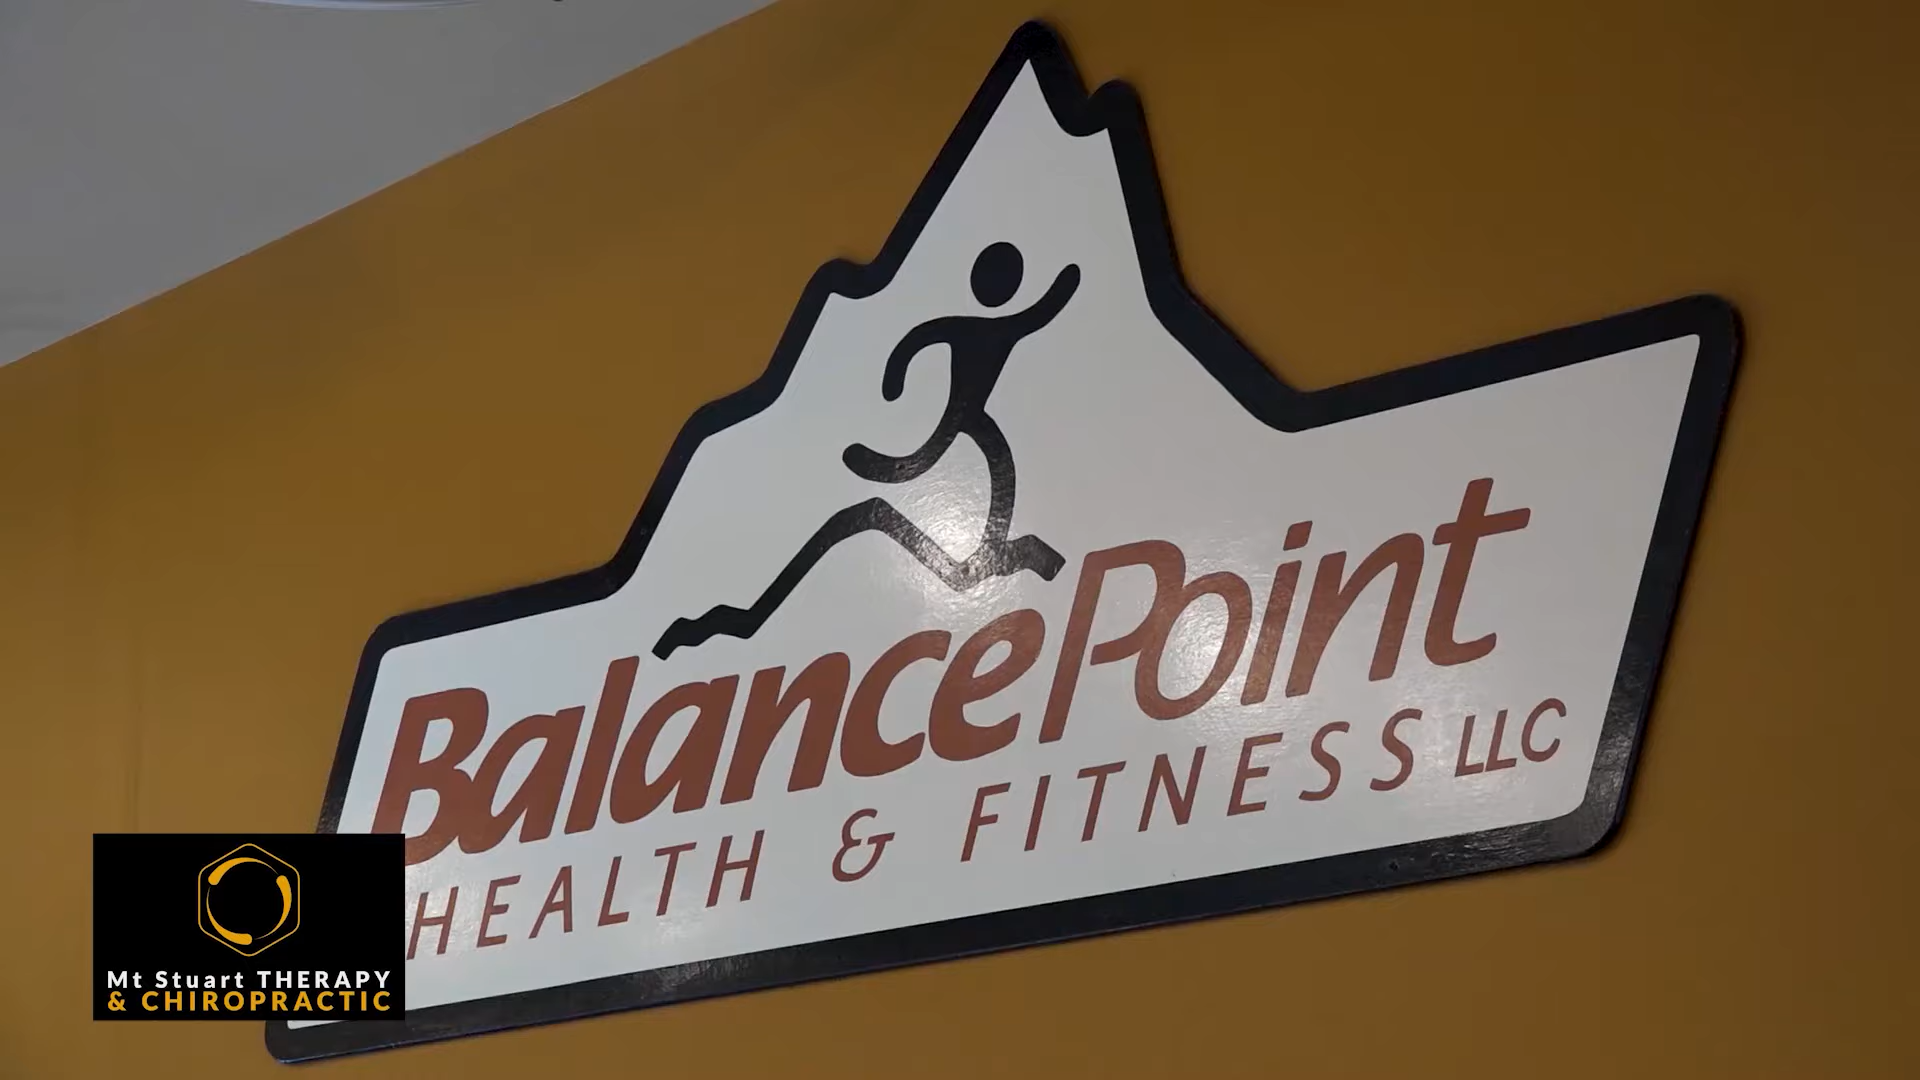 BalancePoint
HEALTH & FITNESS LLC
Mt Stuart THERAPY
& CHIROPRACTIC